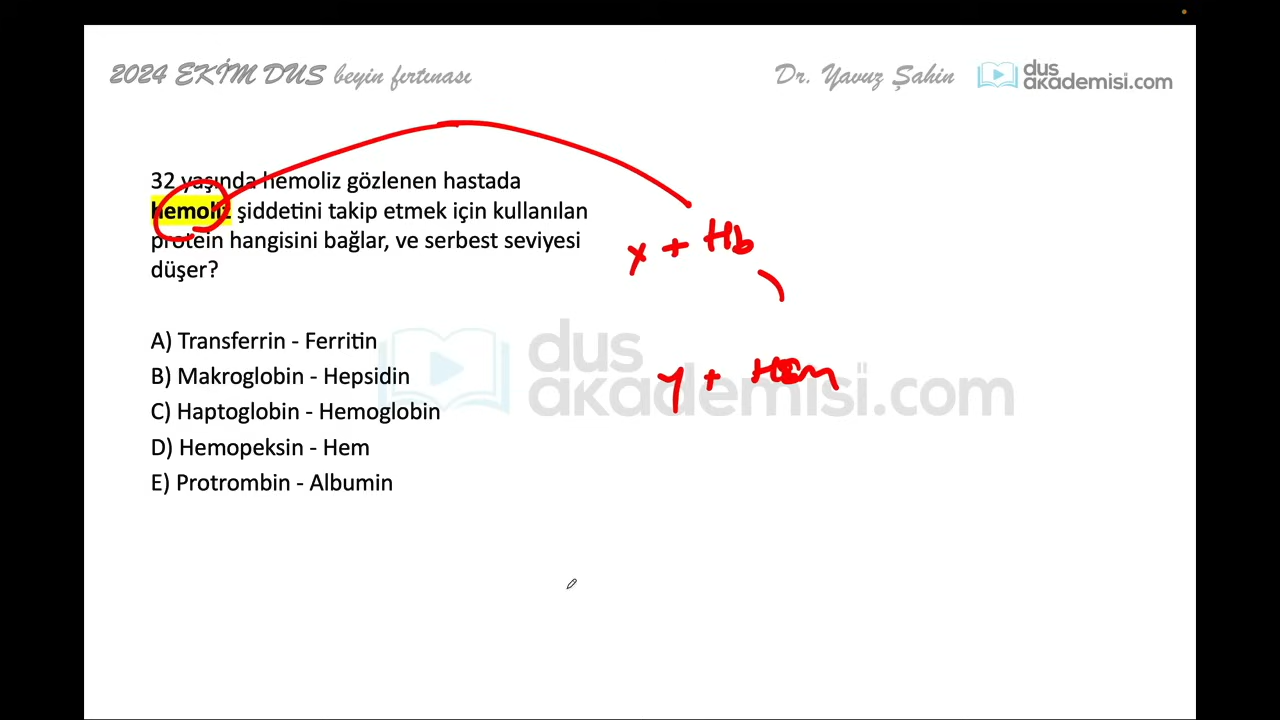 2024 EKİM DUS beyin fırtınası
Dr. Yavuz Şahin
dus
akademisi.com
32 yaşında hemoliz gözlenen hastada
hemoliz şiddetini takip etmek için kullanılan
protein hangisini bağlar, ve serbest seviyesi
düşer?
x + Hb
A) Transferrin - Ferritin
B) Makroglobin - Hepsidin
C) Haptoglobin - Hemoglobin
D) Hemopeksin - Hem
E) Protrombin - Albumin
y + Hem
dus
akademisi.com